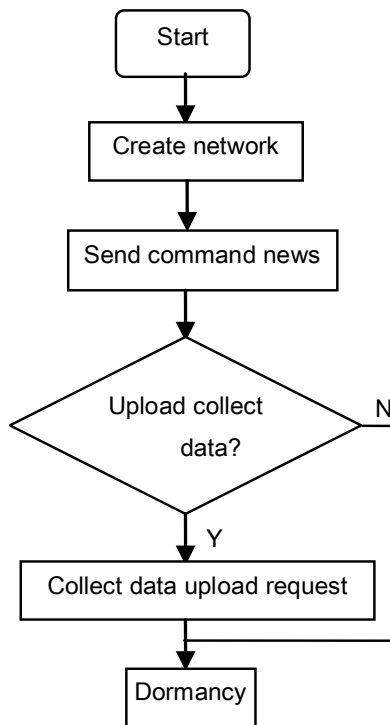 Start
Create network
Send command news
Upload collect
data?
N
Y
Collect data upload request
Dormancy